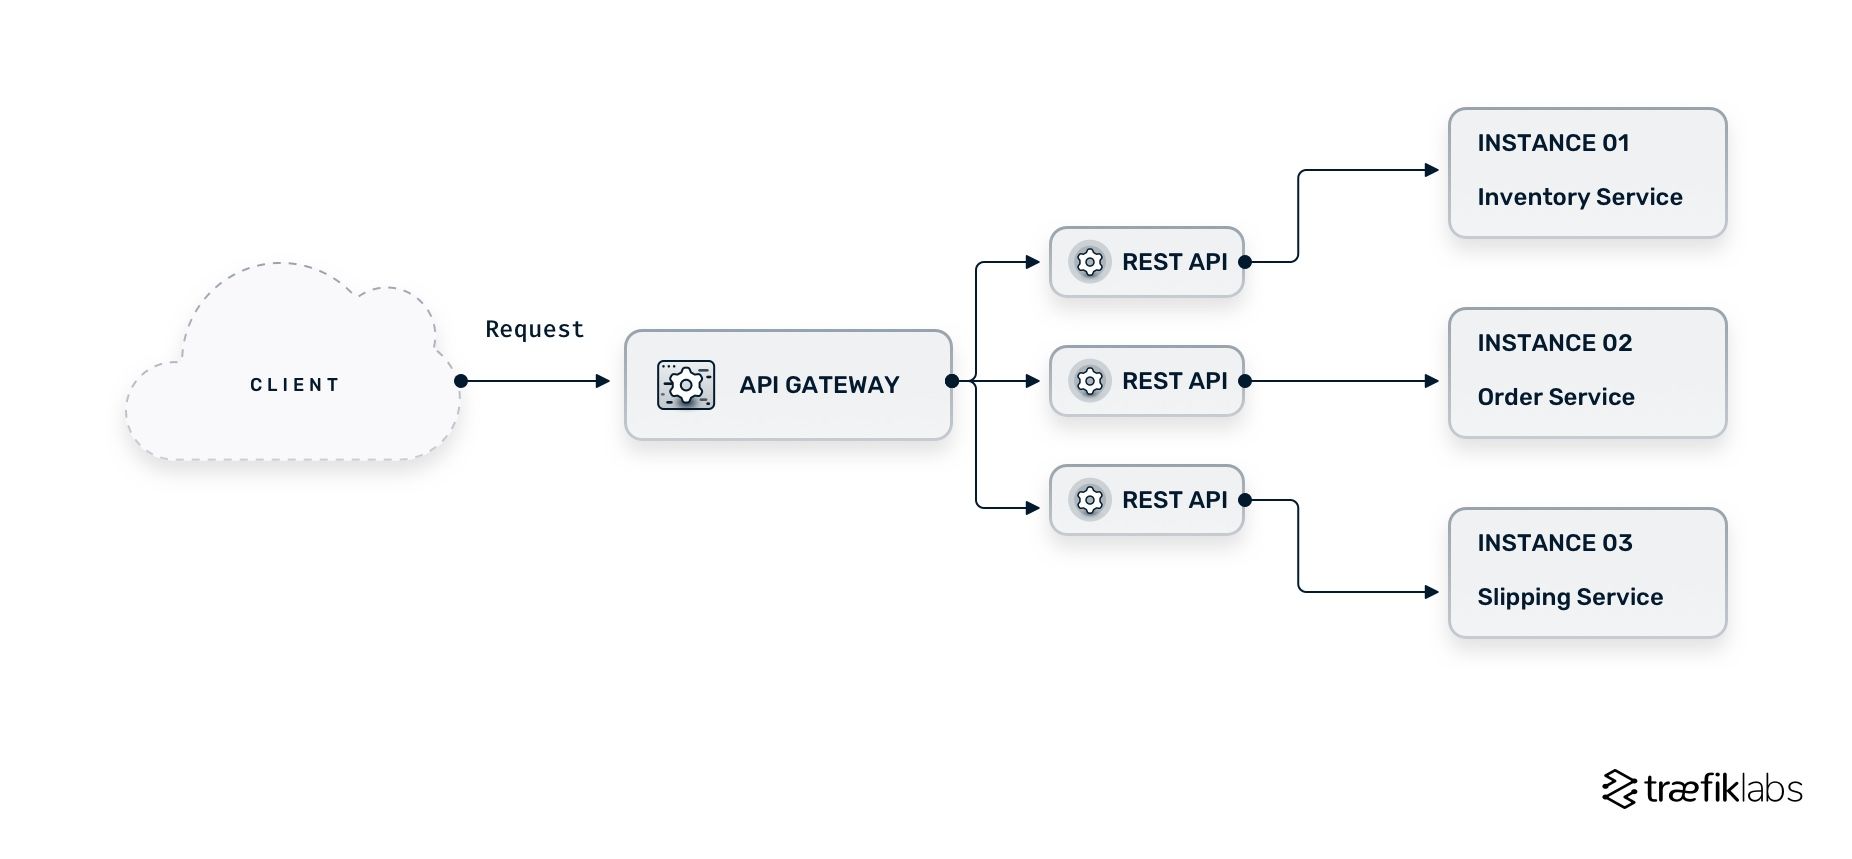 CLIENT
Request
API GATEWAY
REST API
REST API
REST API
INSTANCE 01
Inventory Service
INSTANCE 02
Order Service
INSTANCE 03
Slipping Service
træfiklabs